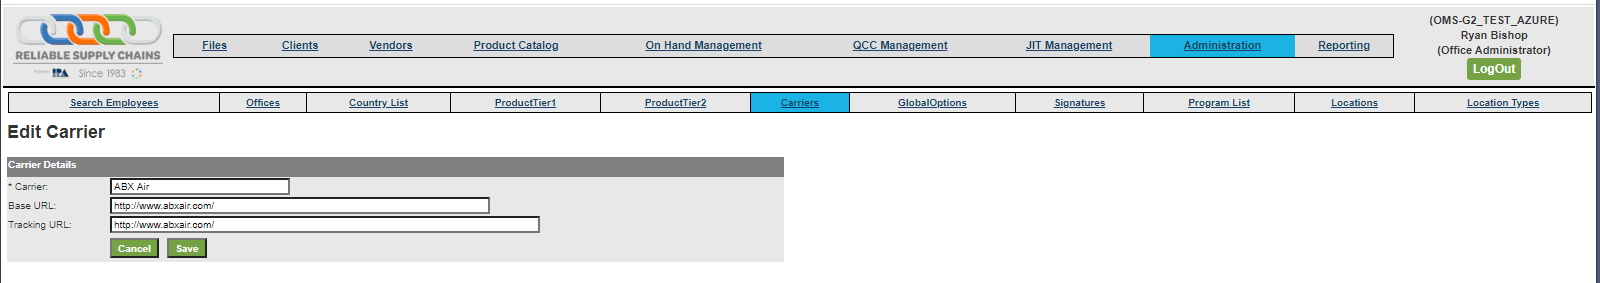 RELIABLE SUPPLY CHAINS
IPA Since 1983
Files Clients Vendors Product Catalog On Hand Management QCC Management JIT Management Administration Reporting
(OMS-G2_TEST_AZURE)
Ryan Bishop
(Office Administrator)
LogOut
Search Employees Offices Country List ProductTier1 ProductTier2 Carriers GlobalOptions Signatures Program List Locations Location Types
Edit Carrier
Carrier Details
* Carrier: ABX Air
Base URL: http://www.abxair.com/
Tracking URL: http://www.abxair.com/
Cancel Save